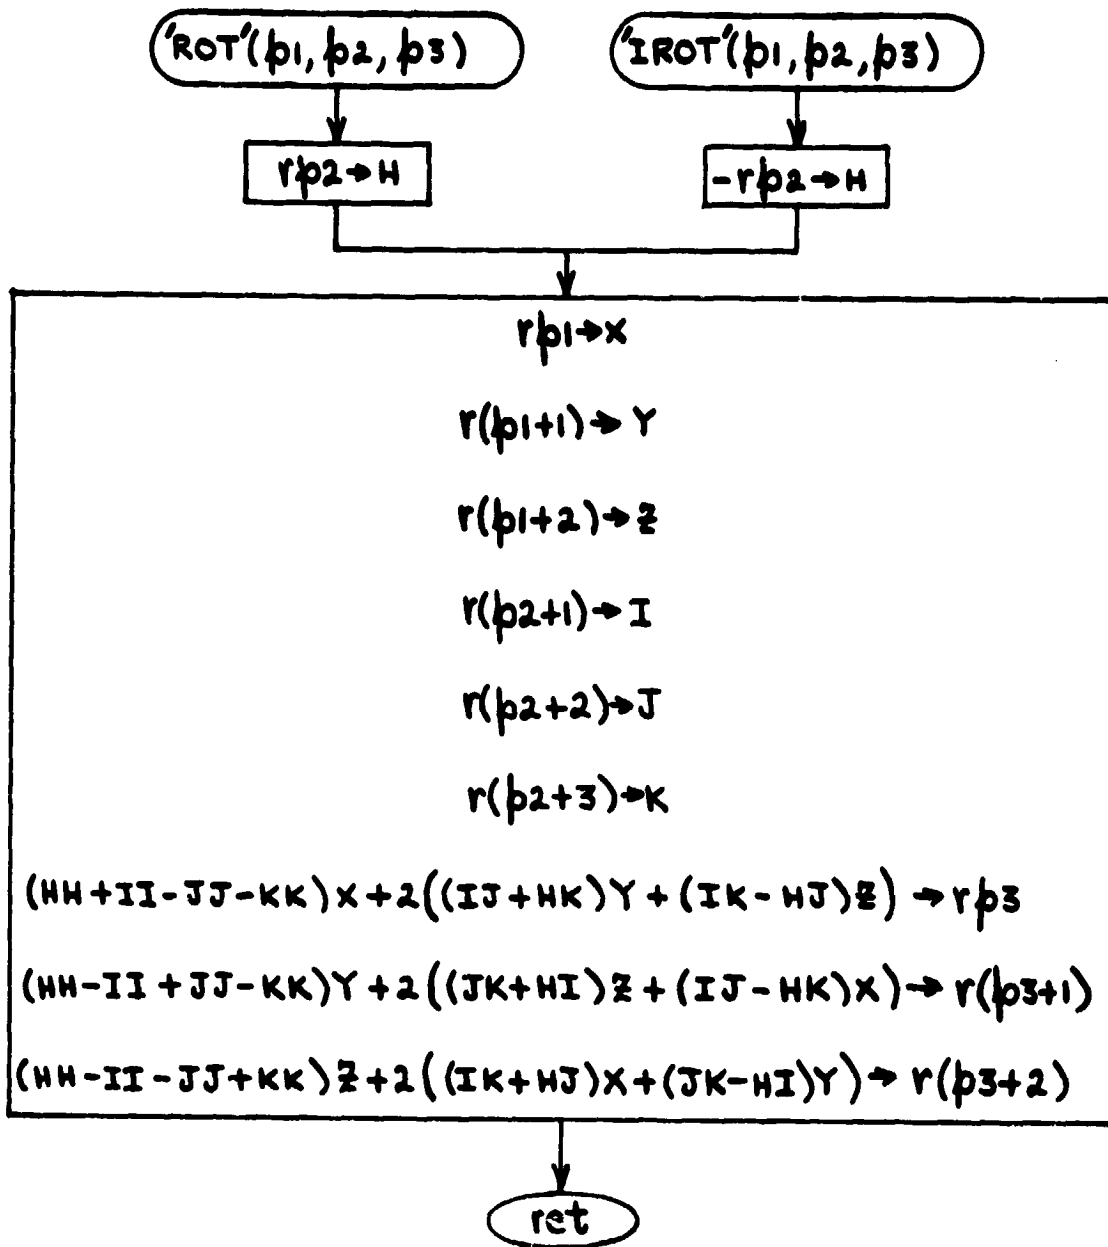 'ROT'(p1, p2, p3)
'IROT'(p1, p2, p3)
rp2→H
-rp2→H
rp1→X
r(p1+1)→Y
r(p1+2)→Z
r(p2+1)→I
r(p2+2)→J
r(p2+3)→K
(HH+II-JJ-KK)X+2((IJ+HK)Y+(IK-HJ)Z)→rp3
(HH-II+JJ-KK)Y+2((JK+HI)Z+(IJ-HK)X)→r(p3+1)
(HH-II-JJ+KK)Z+2((IK+HJ)X+(JK-HI)Y)→r(p3+2)
ret